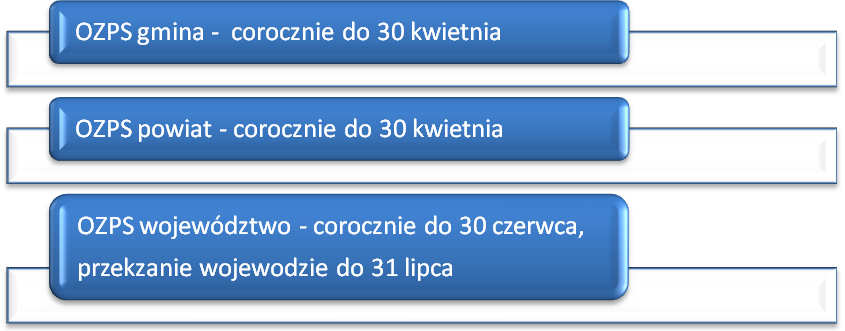 OZPS gmina - corocznie do 30 kwietnia
OZPS powiat - corocznie do 30 kwietnia
OZPS województwo - corocznie do 30 czerwca,
przekzanie wojewodzie do 31 lipca